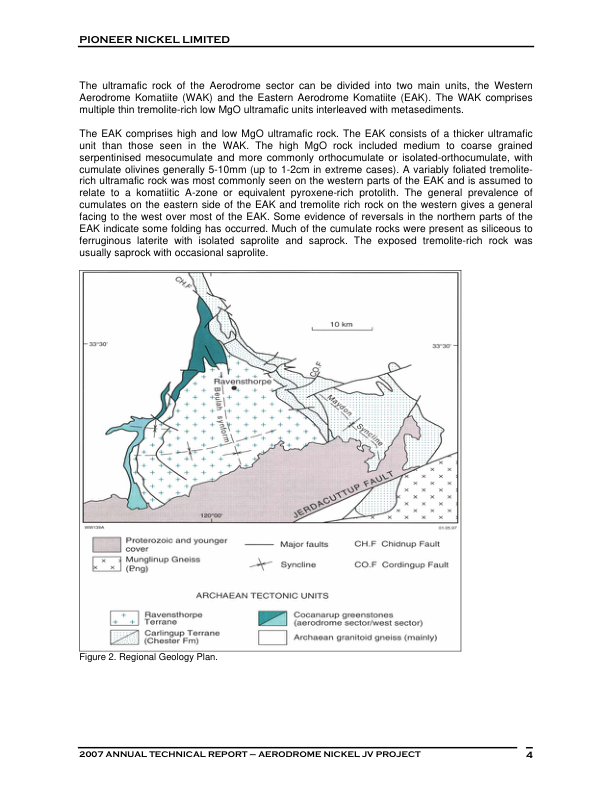 PIONEER NICKEL LIMITED
The ultramafic rock of the Aerodrome sector can be divided into two main units, the Western
Aerodrome Komatiite (WAK) and the Eastern Aerodrome Komatiite (EAK). The WAK comprises
multiple thin tremolite-rich low MgO ultramafic units interleaved with metasediments.
The EAK comprises high and low MgO ultramafic rock. The EAK consists of a thicker ultramafic
unit than those seen in the WAK. The high MgO rock included medium to coarse grained
serpentinised mesocumulate and more commonly orthocumulate or isolated-orthocumulate, with
cumulate olivines generally 5-10mm (up to 1-2cm in extreme cases). A variably foliated tremolite-
rich ultramafic rock was most commonly seen on the western parts of the EAK and is assumed to
relate to a komatiitic A-zone or equivalent pyroxene-rich protolith. The general prevalence of
cumulates on the eastern side of the EAK and tremolite rich rock on the western gives a general
facing to the west over most of the EAK. Some evidence of reversals in the northern parts of the
EAK indicate some folding has occurred. Much of the cumulate rocks were present as siliceous to
ferruginous laterite with isolated saprolite and saprock. The exposed tremolite-rich rock was
usually saprock with occasional saprolite.
CH.F
10 km
33°30'
33°30'
CO.F
Ravensthorpe
Beulah synform
Maydon Syncline
JERDACUTTUP FAULT
120°00'
Proterozoic and younger
cover
Major faults
CH.F Chidnup Fault
Munglinup Gneiss
(Png)
Syncline
CO.F Cordingup Fault
ARCHAEAN TECTONIC UNITS
Ravensthorpe
Terrane
Cocanarup greenstones
(aerodrome sector/west sector)
Carlingup Terrane
(Chester Fm)
Archaean granitoid gneiss (mainly)
Figure 2. Regional Geology Plan.
2007 ANNUAL TECHNICAL REPORT – AERODROME NICKEL JV PROJECT
4